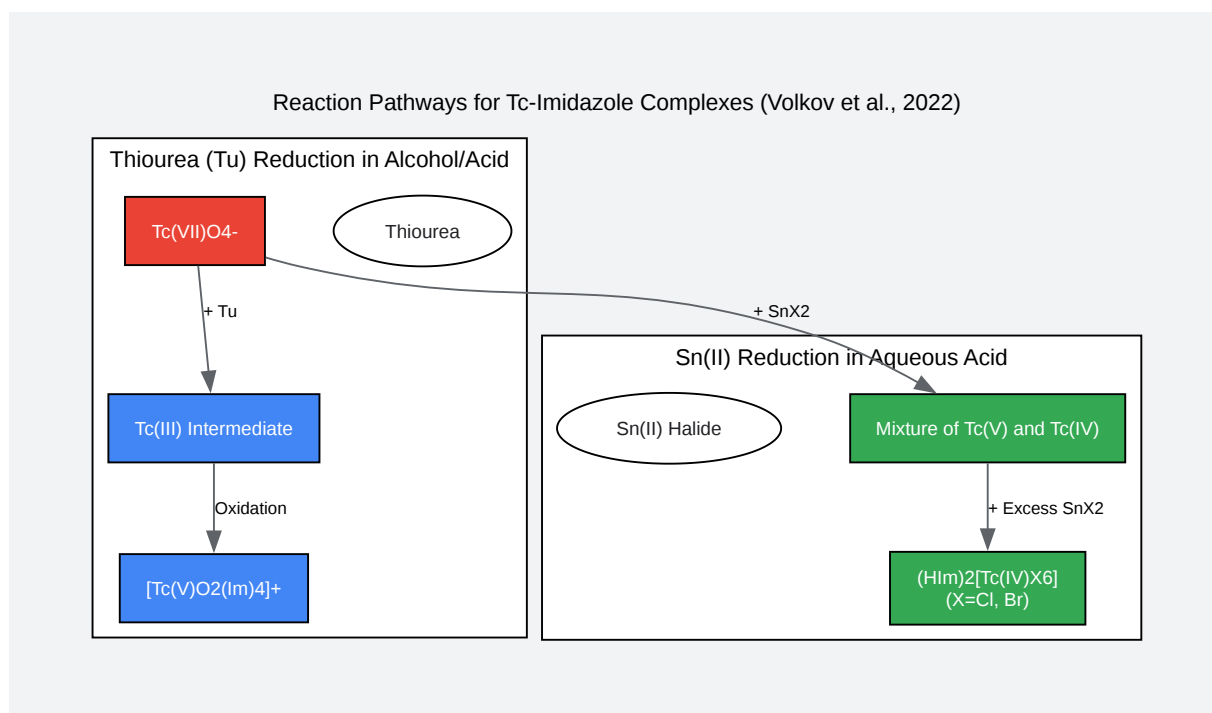 Reaction Pathways for Tc-Imidazole Complexes (Volkov et al., 2022)
Thiourea (Tu) Reduction in Alcohol/Acid
Tc(VII)O4-
Thiourea
+ Tu
+ SnX2
Tc(III) Intermediate
Oxidation
[Tc(V)O2(Im)4]+
Sn(II) Reduction in Aqueous Acid
Sn(II) Halide
Mixture of Tc(V) and Tc(IV)
+ Excess SnX2
(HIm)2[Tc(IV)X6]
(X=Cl, Br)